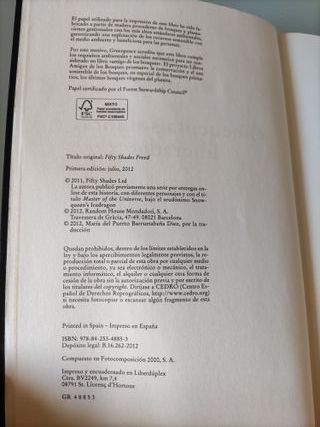 El papel utilizado para la impresión de este libro ha sido fa-
bricado a partir de madera procedente de bosques y planta-
ciones gestionados con los más altos estándares ambientales,
garantizando una explotación de los recursos sostenible con
el medio ambiente y beneficiosa para las personas.
Por este motivo, Greenpeace acredita que este libro cumple
los requisitos ambientales y sociales necesarios para ser con-
siderado un libro «amigo de los bosques». El proyecto Libros
Amigos de los Bosques promueve la conservación y el uso
sostenible de los bosques, en especial de los bosques prima-
rios, los últimos bosques vírgenes del planeta.
Papel certificado por el Forest Stewardship Council®
FSC
MIXTO
Papel procedente de
fuentes responsables
Título original: Fifty Shades Freed
Primera edición: julio, 2012
© 2011, Fifty Shades Ltd
La autora publicó previamente una serie por entregas on-
line de esta historia, con diferentes personajes y con el tí-
tulo Master of the Universe, bajo el seudónimo Snow-
queen's Icedragon
© 2012, Random House Mondadori, S. A.
Travessera de Gràcia, 47-49. 08021 Barcelona
© 2012, María del Puerto Barruetabeña Diez, por la tra-
ducción
Quedan prohibidos, dentro de los límites establecidos en la
ley y bajo los apercibimientos legalmente previstos, la repro-
ducción total o parcial de esta obra por cualquier medio
o procedimiento, ya sea electrónico o mecánico, el trata-
miento informático, el alquiler o cualquier otra forma de
cesión de la obra sin la autorización previa y por escrito de
los titulares del copyright. Diríjase a CEDRO (Centro Es-
pañol de Derechos Reprográficos, http://www.cedro.org)
si necesita fotocopiar o escanear algún fragmento de esta
obra.
Printed in Spain – Impreso en España
ISBN: 978-84-253-4885-3
Depósito legal: B.16-262-2012
Compuesto en Fotocomposición 2000, S. A.
Impreso y encuadernado en Liberdúplex
Ctra. BV2249, km 7,4
08791 St. Llorenç d'Hortons
GR 48853